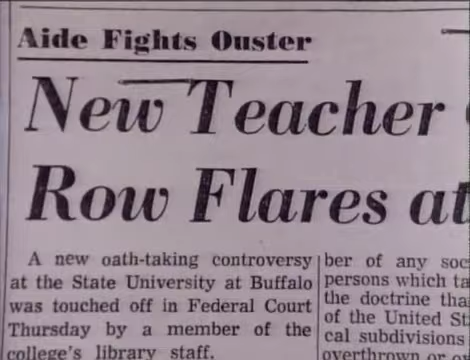 Aide Fights Ouster
New Teacher
Row Flares at
A new oath-taking controversy
at the State University at Buffalo
was touched off in Federal Court
Thursday by a member of the
college's library staff.
ber of any soc
persons which ta
the doctrine tha
of the United St
cal subdivisions
overthrown or